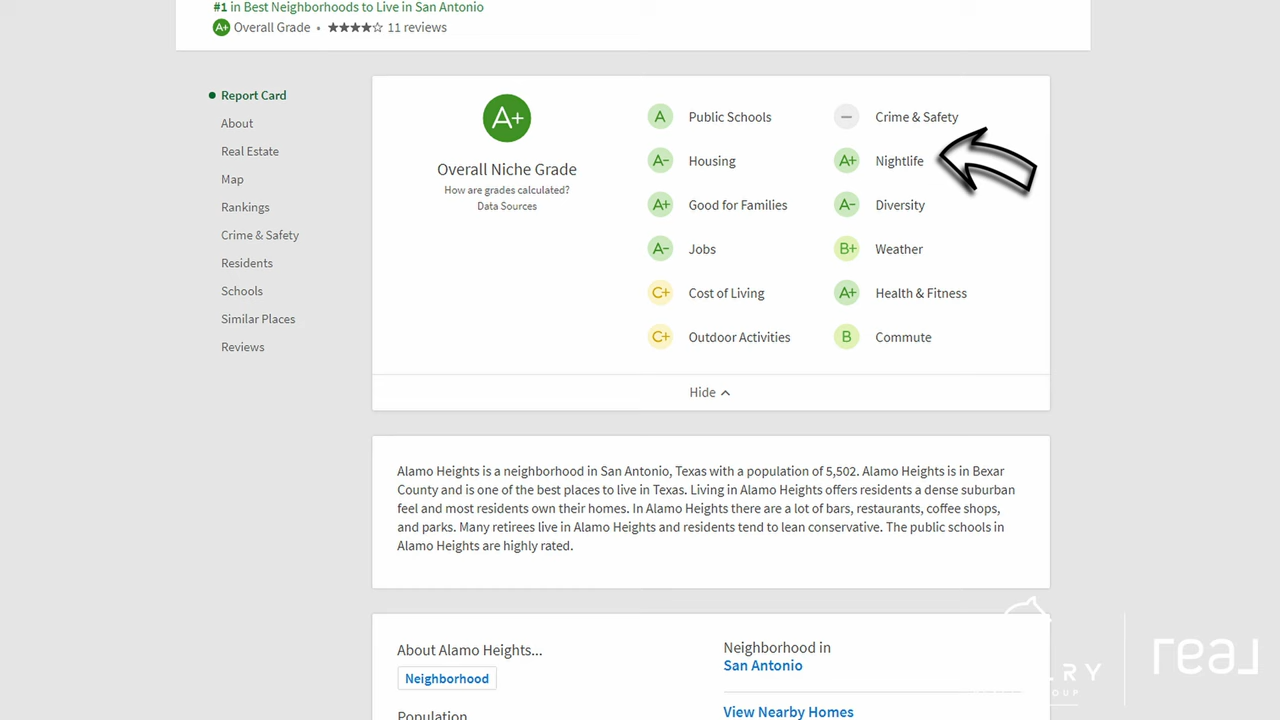 #1 in Best Neighborhoods to Live in San Antonio
A+ Overall Grade • 11 reviews
Report Card
About
Real Estate
Map
Rankings
Crime & Safety
Residents
Schools
Similar Places
Reviews
A+
Overall Niche Grade
How are grades calculated?
Data Sources
A Public Schools
A- Housing
A+ Good for Families
A- Jobs
C+ Cost of Living
C+ Outdoor Activities
– Crime & Safety
A+ Nightlife
A- Diversity
B+ Weather
A+ Health & Fitness
B Commute
Hide
Alamo Heights is a neighborhood in San Antonio, Texas with a population of 5,502. Alamo Heights is in Bexar
County and is one of the best places to live in Texas. Living in Alamo Heights offers residents a dense suburban
feel and most residents own their homes. In Alamo Heights there are a lot of bars, restaurants, coffee shops,
and parks. Many retirees live in Alamo Heights and residents tend to lean conservative. The public schools in
Alamo Heights are highly rated.
About Alamo Heights...
Neighborhood
Population
Neighborhood in
San Antonio
View Nearby Homes
real